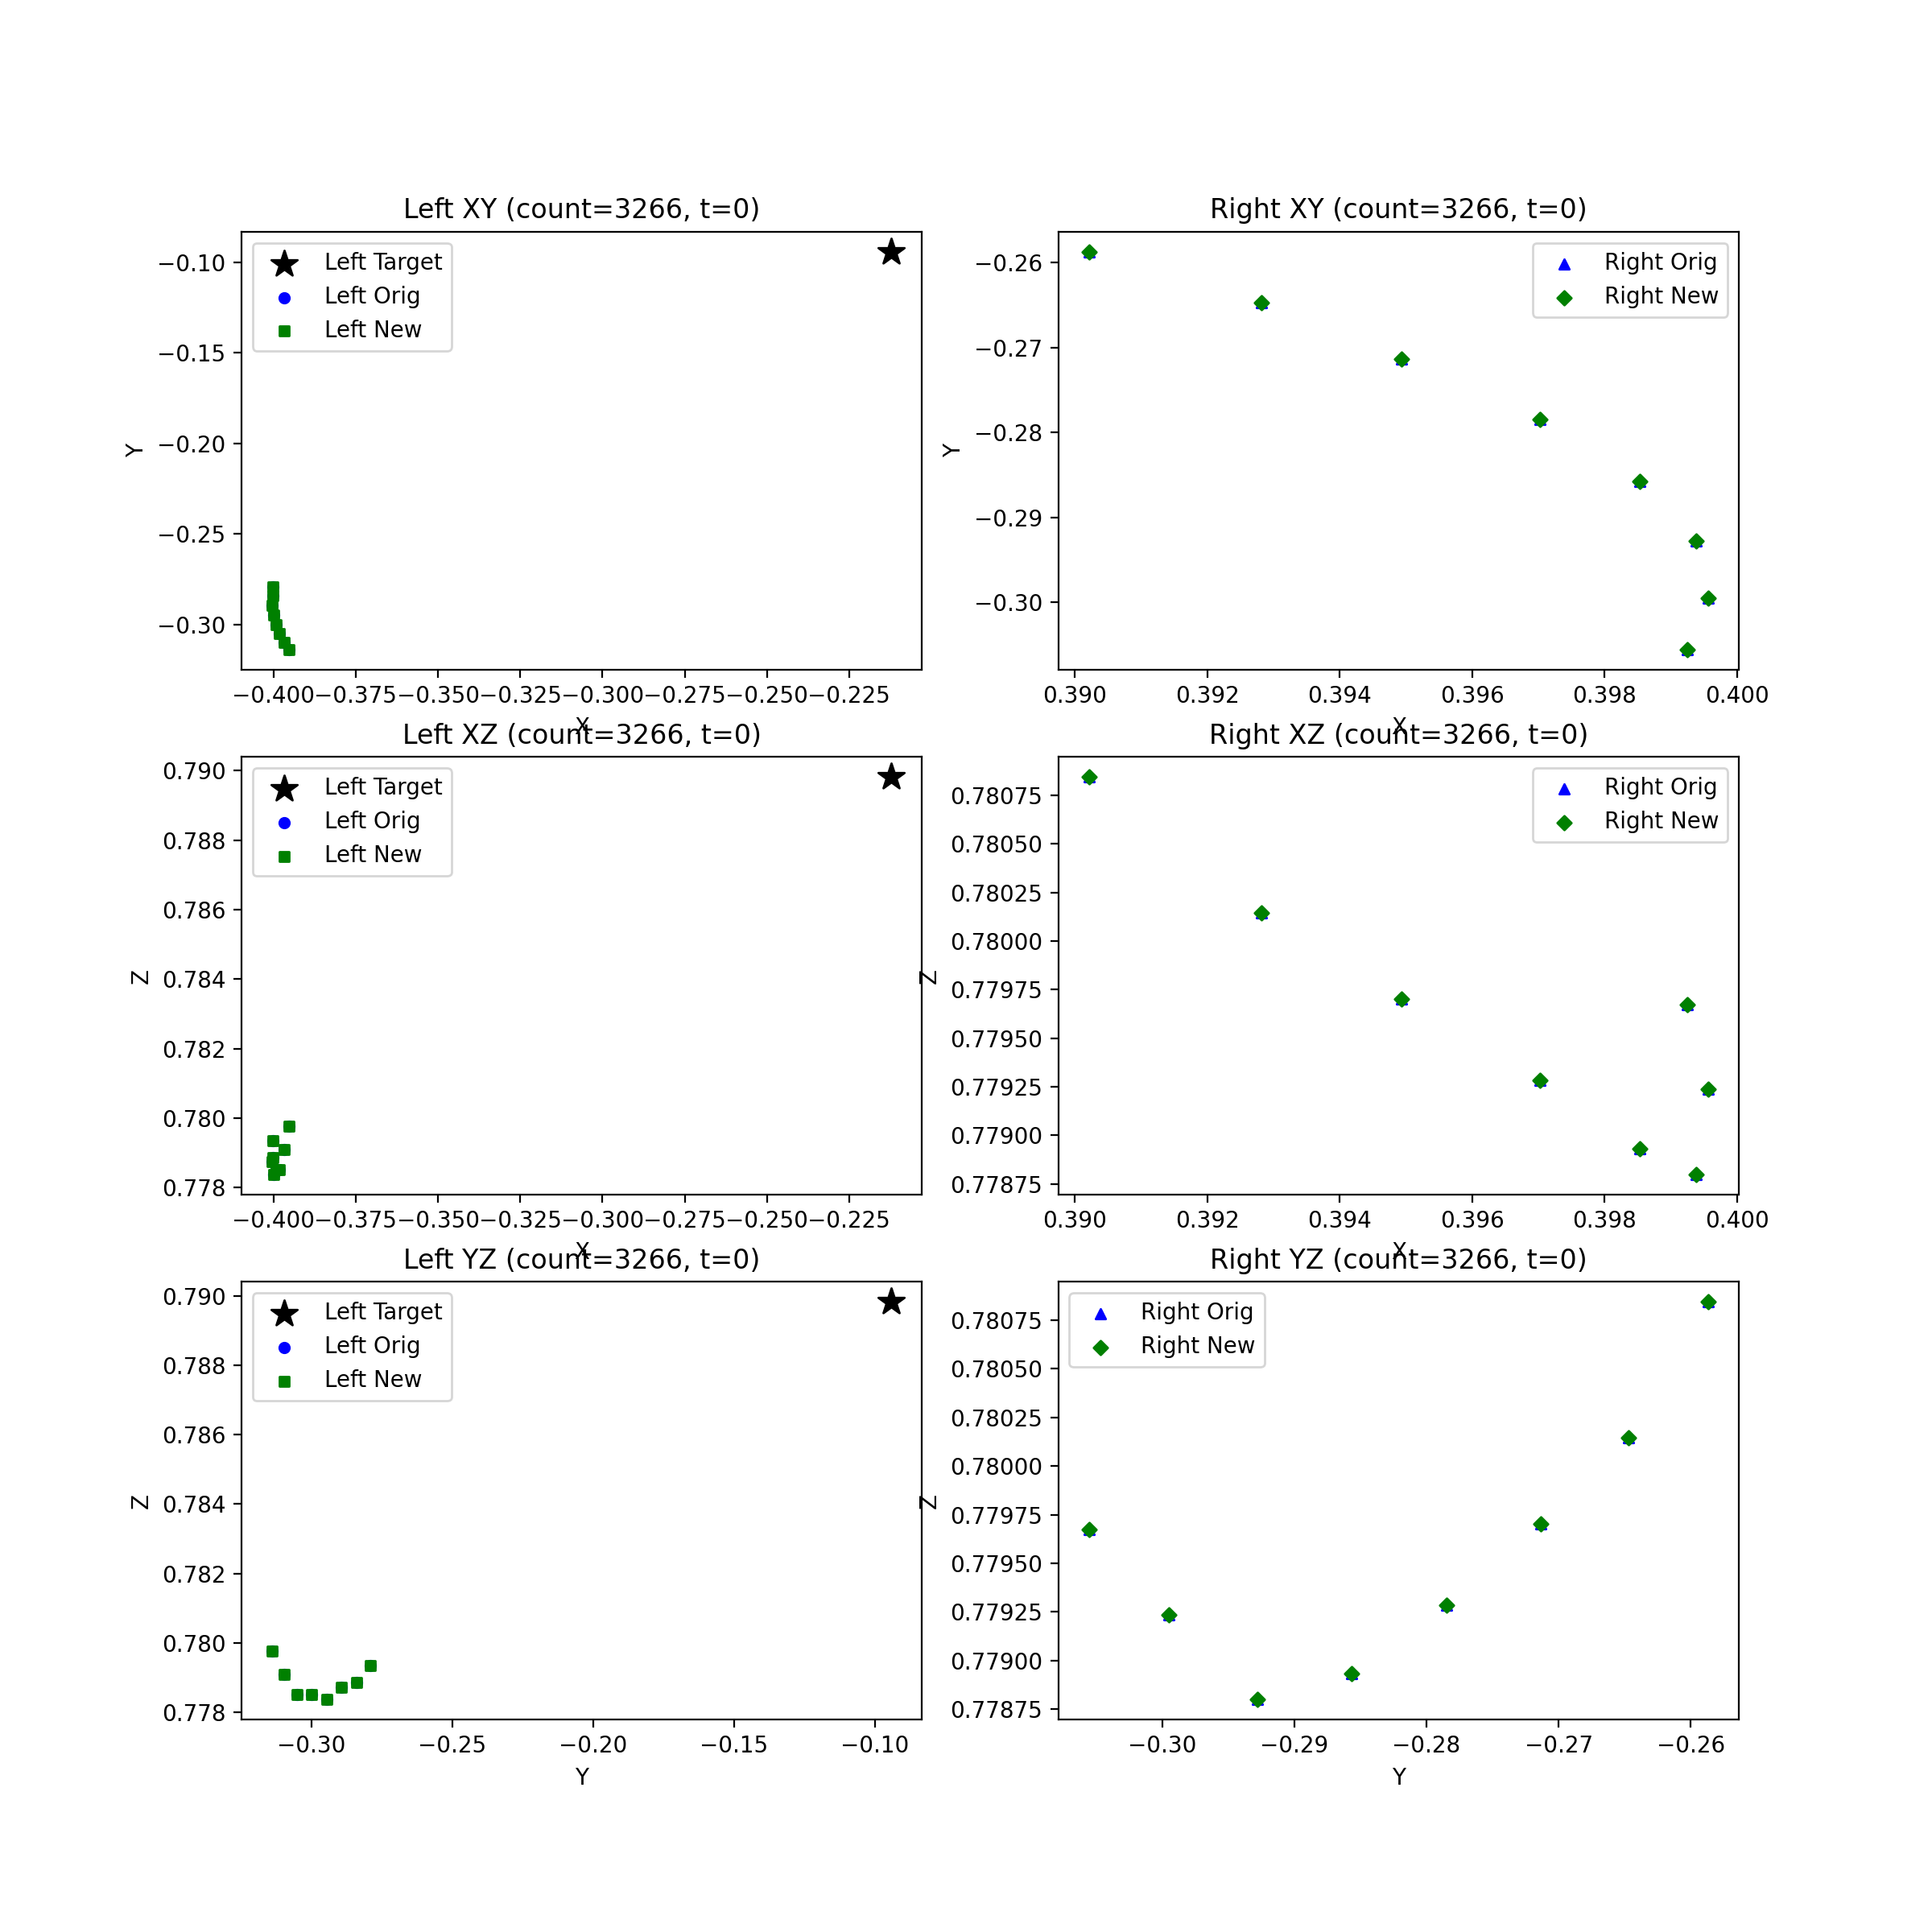 Left XY (count=3266, t=0)
Left Target
Left Orig
Left New
−0.10
−0.15
−0.20
−0.25
−0.30
Y
−0.400 −0.375 −0.350 −0.325 −0.300 −0.275 −0.250 −0.225
X
Right XY (count=3266, t=0)
Right Orig
Right New
−0.26
−0.27
−0.28
−0.29
−0.30
Y
0.390 0.392 0.394 0.396 0.398 0.400
X
Left XZ (count=3266, t=0)
Left Target
Left Orig
Left New
0.790
0.788
0.786
0.784
0.782
0.780
0.778
Z
−0.400 −0.375 −0.350 −0.325 −0.300 −0.275 −0.250 −0.225
X
Right XZ (count=3266, t=0)
Right Orig
Right New
0.78075
0.78050
0.78025
0.78000
0.77975
0.77950
0.77925
0.77900
0.77875
Z
0.390 0.392 0.394 0.396 0.398 0.400
X
Left YZ (count=3266, t=0)
Left Target
Left Orig
Left New
0.790
0.788
0.786
0.784
0.782
0.780
0.778
Z
−0.30 −0.25 −0.20 −0.15 −0.10
Y
Right YZ (count=3266, t=0)
Right Orig
Right New
0.78075
0.78050
0.78025
0.78000
0.77975
0.77950
0.77925
0.77900
0.77875
Z
−0.30 −0.29 −0.28 −0.27 −0.26
Y